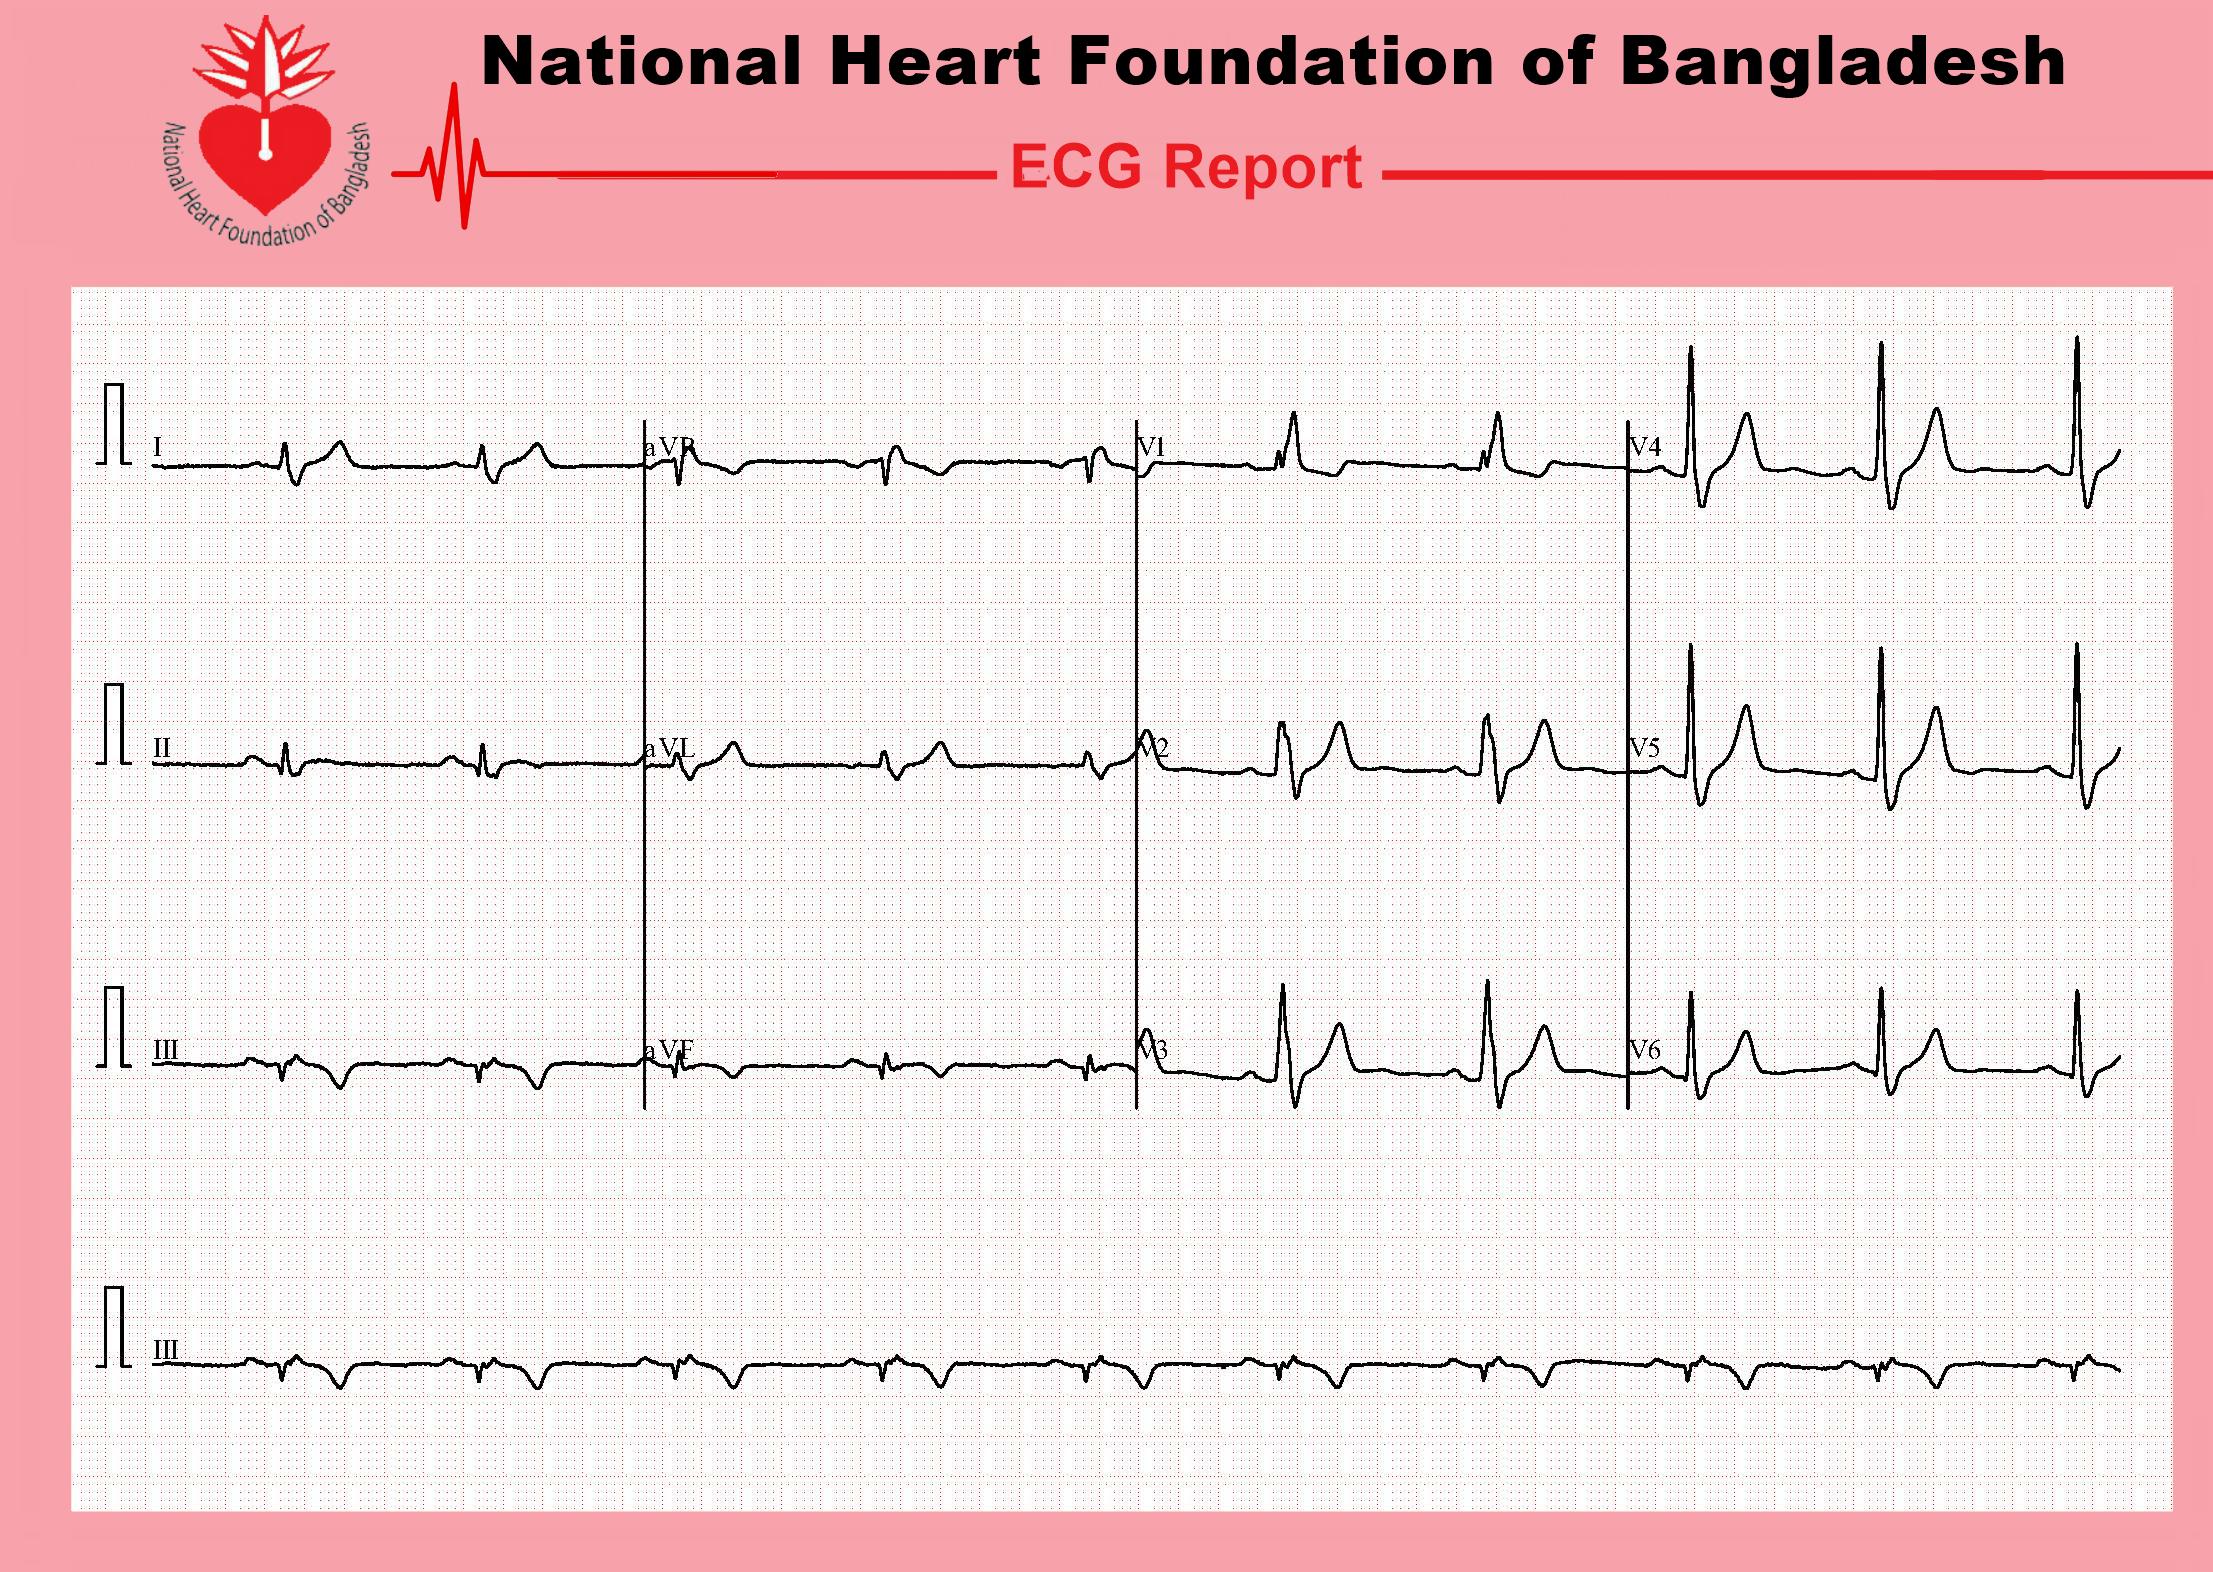 National Heart Foundation of Bangladesh
National Heart Foundation of Bangladesh
ECG Report
I
aVR
V1
V4
II
aVL
V2
V5
III
aVF
V3
V6
III